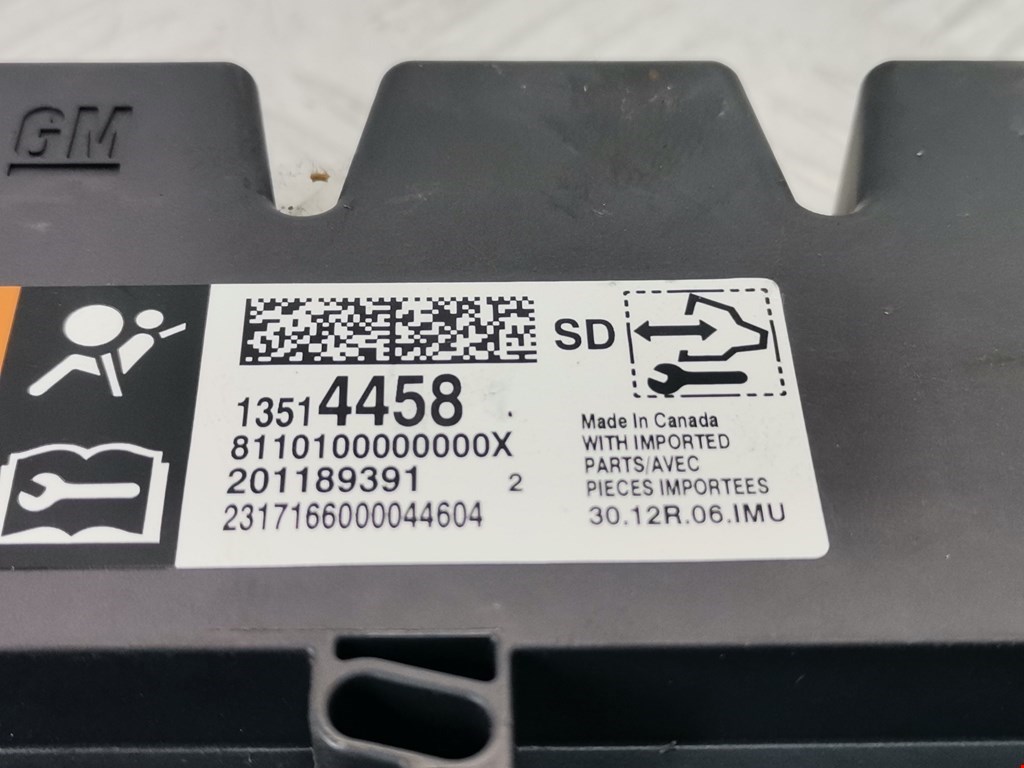 GM
SD
13514458
8110100000000X
201189391 2
2317166000044604
Made In Canada
WITH IMPORTED
PARTS/AVEC
PIECES IMPORTEES
30.12R.06.IMU